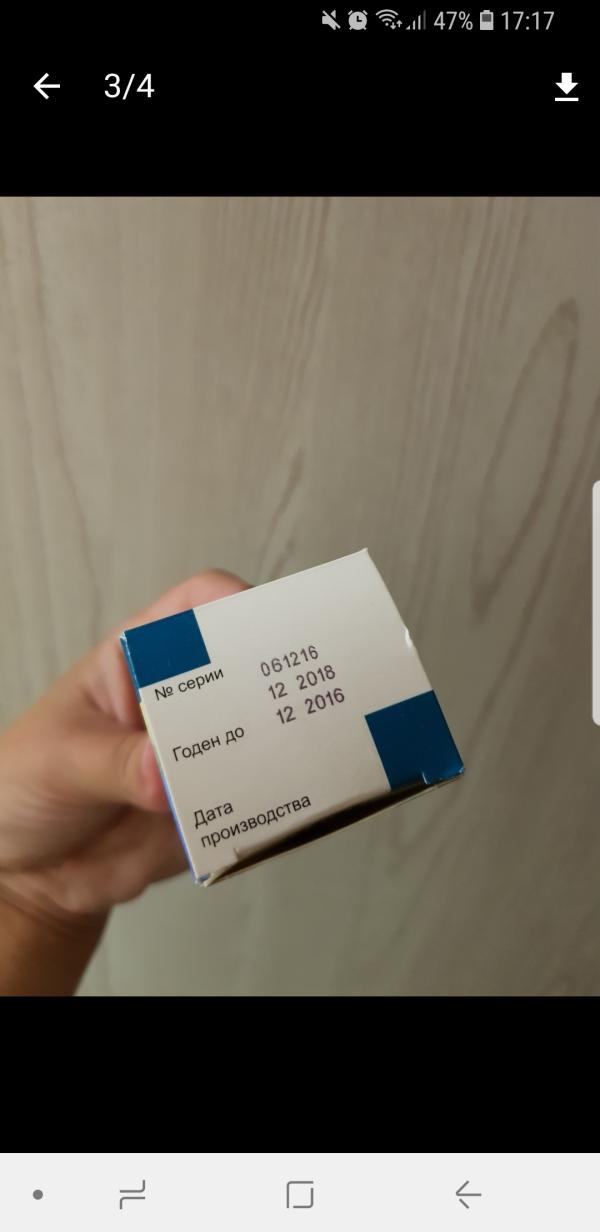 47% 17:17
3/4
№ серии 061216
12 2018
Годен до 12 2016
Дата
производства